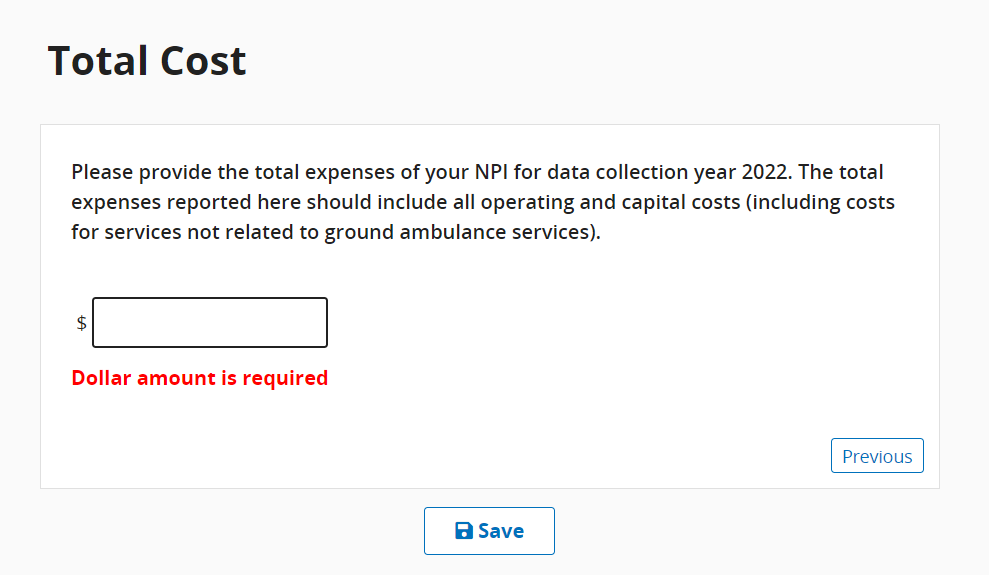 Total Cost
Please provide the total expenses of your NPI for data collection year 2022. The total
expenses reported here should include all operating and capital costs (including costs
for services not related to ground ambulance services).
$
Dollar amount is required
Previous
Save